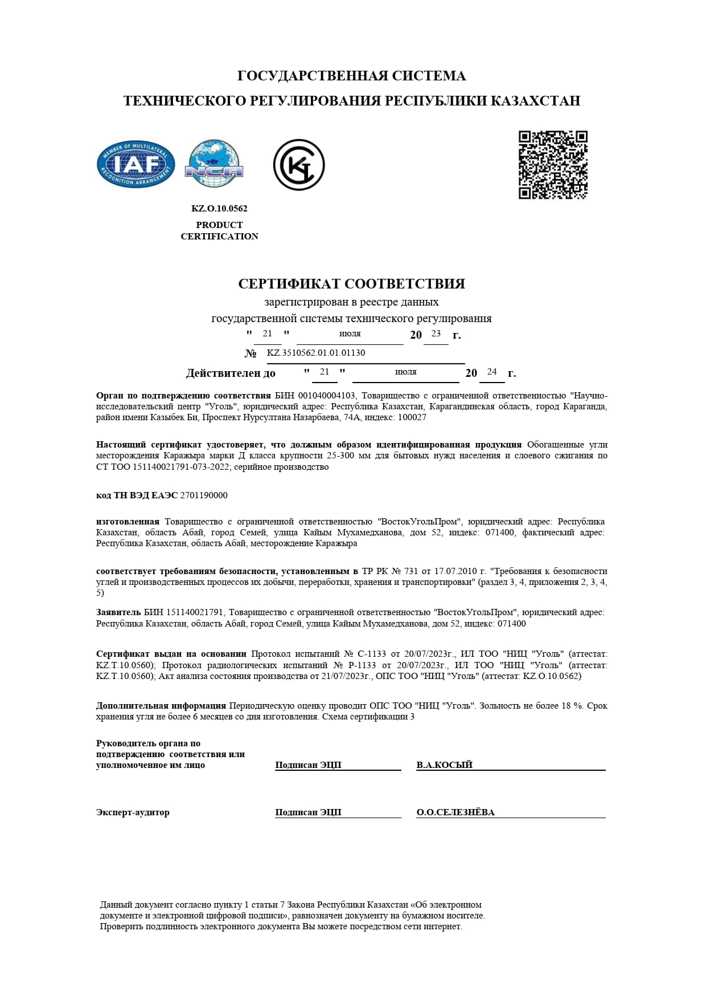 ГОСУДАРСТВЕННАЯ СИСТЕМА
ТЕХНИЧЕСКОГО РЕГУЛИРОВАНИЯ РЕСПУБЛИКИ КАЗАХСТАН
MEMBER OF MULTILATERAL
IAF
RECOGNITION ARRANGEMENT
NCA
KZ.O.10.0562
PRODUCT
CERTIFICATION
СЕРТИФИКАТ СООТВЕТСТВИЯ
зарегистрирован в реестре данных
государственной системы технического регулирования
" 21 " июля 20 23 г.
№ KZ.3510562.01.01.01130
Действителен до " 21 " июля 20 24 г.
Орган по подтверждению соответствия БИН 001040004103, Товарищество с ограниченной ответственностью "Научно-
исследовательский центр "Уголь", юридический адрес: Республика Казахстан, Карагандинская область, город Караганда,
район имени Казыбек Би, Проспект Нурсултана Назарбаева, 74А, индекс: 100027
Настоящий сертификат удостоверяет, что должным образом идентифицированная продукция Обогащенные угли
месторождения Каражыра марки Д класса крупности 25-300 мм для бытовых нужд населения и слоевого сжигания по
СТ ТОО 151140021791-073-2022; серийное производство
код ТН ВЭД ЕАЭС 2701190000
изготовленная Товарищество с ограниченной ответственностью "ВостокУгольПром", юридический адрес: Республика
Казахстан, область Абай, город Семей, улица Кайым Мухамедханова, дом 52, индекс: 071400, фактический адрес:
Республика Казахстан, область Абай, месторождение Каражыра
соответствует требованиям безопасности, установленным в ТР РК № 731 от 17.07.2010 г. "Требования к безопасности
углей и производственных процессов их добычи, переработки, хранения и транспортировки" (раздел 3, 4, приложения 2, 3, 4,
5)
Заявитель БИН 151140021791, Товарищество с ограниченной ответственностью "ВостокУгольПром", юридический адрес:
Республика Казахстан, область Абай, город Семей, улица Кайым Мухамедханова, дом 52, индекс: 071400
Сертификат выдан на основании Протокол испытаний № С-1133 от 20/07/2023г., ИЛ ТОО "НИЦ "Уголь" (аттестат:
KZ.T.10.0560); Протокол радиологических испытаний № Р-1133 от 20/07/2023г., ИЛ ТОО "НИЦ "Уголь" (аттестат:
KZ.T.10.0560); Акт анализа состояния производства от 21/07/2023г., ОПС ТОО "НИЦ "Уголь" (аттестат: KZ.O.10.0562)
Дополнительная информация Периодическую оценку проводит ОПС ТОО "НИЦ "Уголь". Зольность не более 18 %. Срок
хранения угля не более 6 месяцев со дня изготовления. Схема сертификации 3
Руководитель органа по
подтверждению соответствия или
уполномоченное им лицо Подписан ЭЦП В.А.КОСЫЙ
Эксперт-аудитор Подписан ЭЦП О.О.СЕЛЕЗНЁВА
Данный документ согласно пункту 1 статьи 7 Закона Республики Казахстан «Об электронном
документе и электронной цифровой подписи», равнозначен документу на бумажном носителе.
Проверить подлинность электронного документа Вы можете посредством сети интернет.